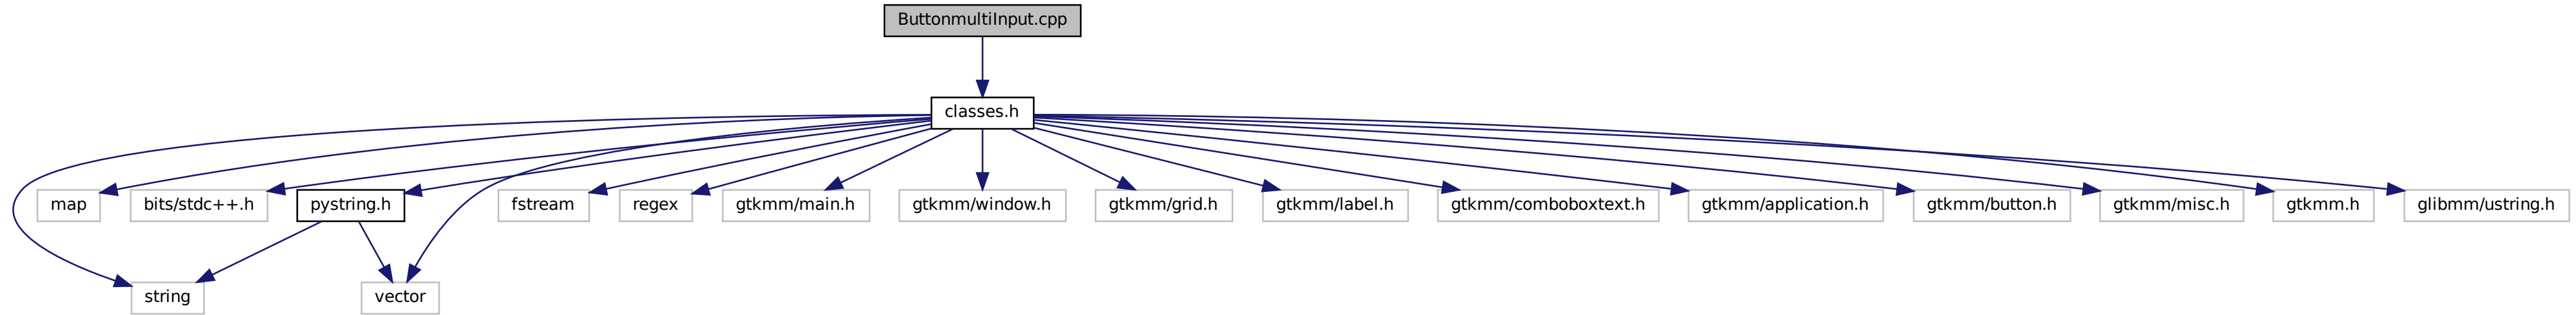 ButtonmultiInput.cpp
classes.h
map
bits/stdc++.h
pystring.h
fstream
regex
gtkmm/main.h
gtkmm/window.h
gtkmm/grid.h
gtkmm/label.h
gtkmm/comboboxtext.h
gtkmm/application.h
gtkmm/button.h
gtkmm/misc.h
gtkmm.h
glibmm/ustring.h
string
vector